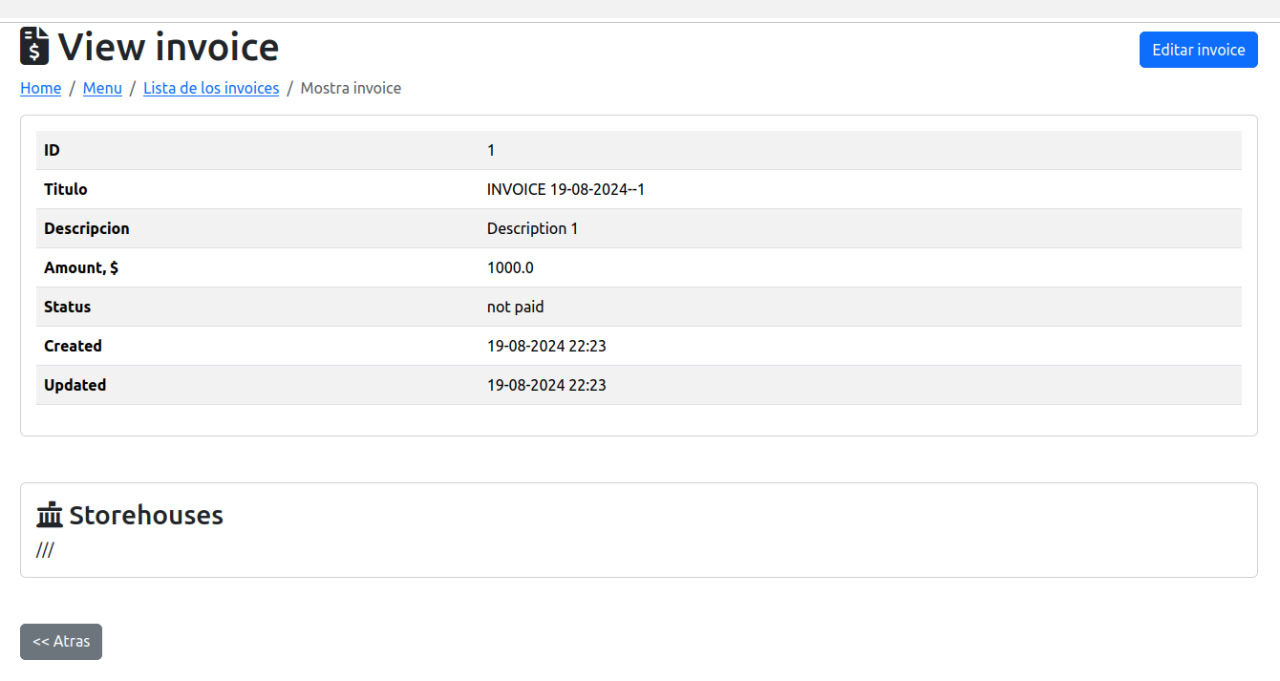 View invoice
Editar invoice
Home / Menu / Lista de los invoices / Mostra invoice
ID 1
Titulo INVOICE 19-08-2024--1
Descripcion Description 1
Amount, $ 1000.0
Status not paid
Created 19-08-2024 22:23
Updated 19-08-2024 22:23
Storehouses
///
<< Atras